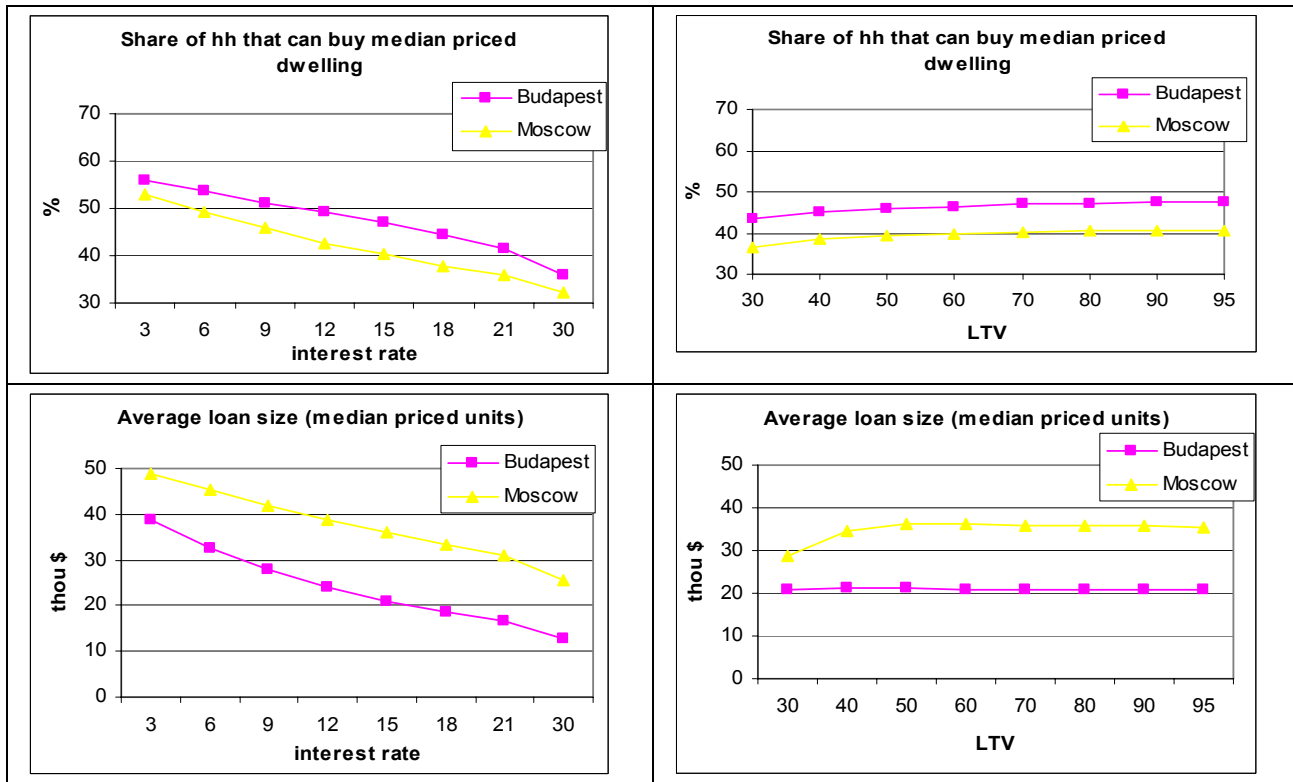 Share of hh that can buy median priced
dwelling
Budapest
Moscow
70
60
50
40
30
%
3 6 9 12 15 18 21 30
interest rate
Share of hh that can buy median priced
dwelling
Budapest
Moscow
70
60
50
40
30
%
30 40 50 60 70 80 90 95
LTV
Average loan size (median priced units)
Budapest
Moscow
50
40
30
20
10
0
thou $
3 6 9 12 15 18 21 30
interest rate
Average loan size (median priced units)
Budapest
Moscow
50
40
30
20
10
0
thou $
30 40 50 60 70 80 90 95
LTV